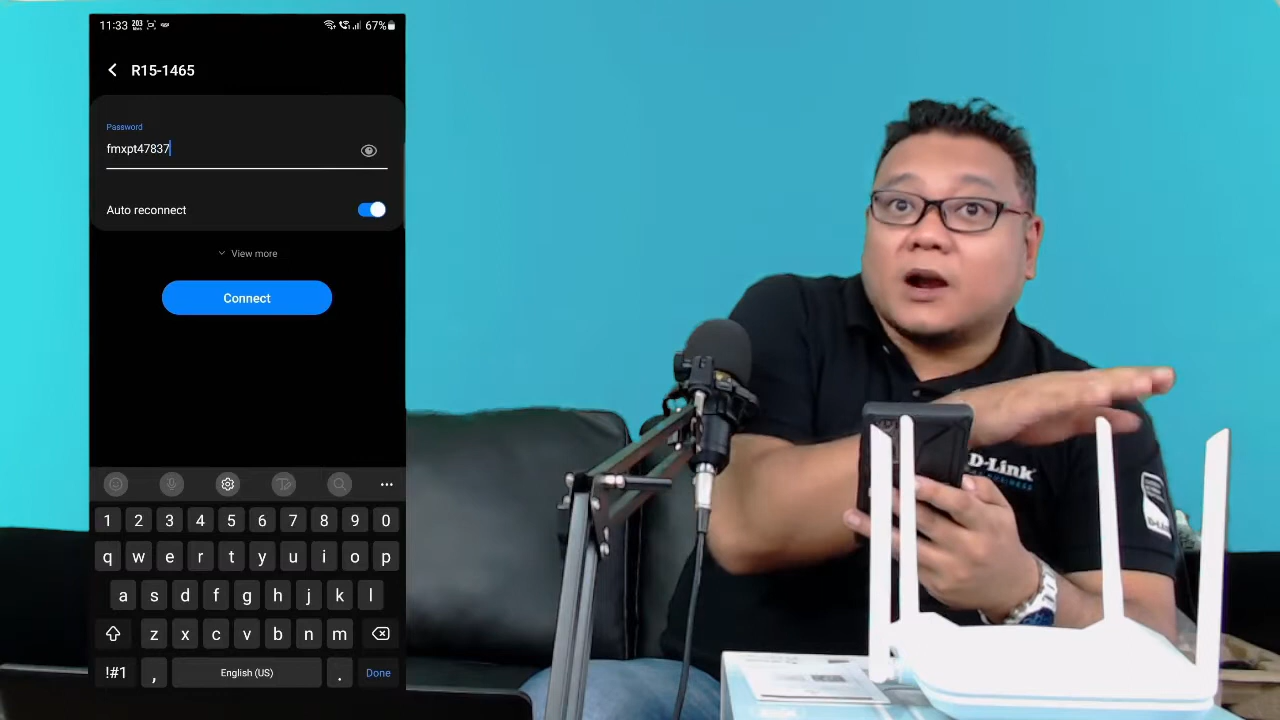 11:33 203
67%
R15-1465
Password
fmxpt47837
Auto reconnect
View more
Connect
1 2 3 4 5 6 7 8 9 0
q w e r t y u i o p
a s d f g h j k l
z x c v b n m
!#1 , English (US) . Done
D-Link